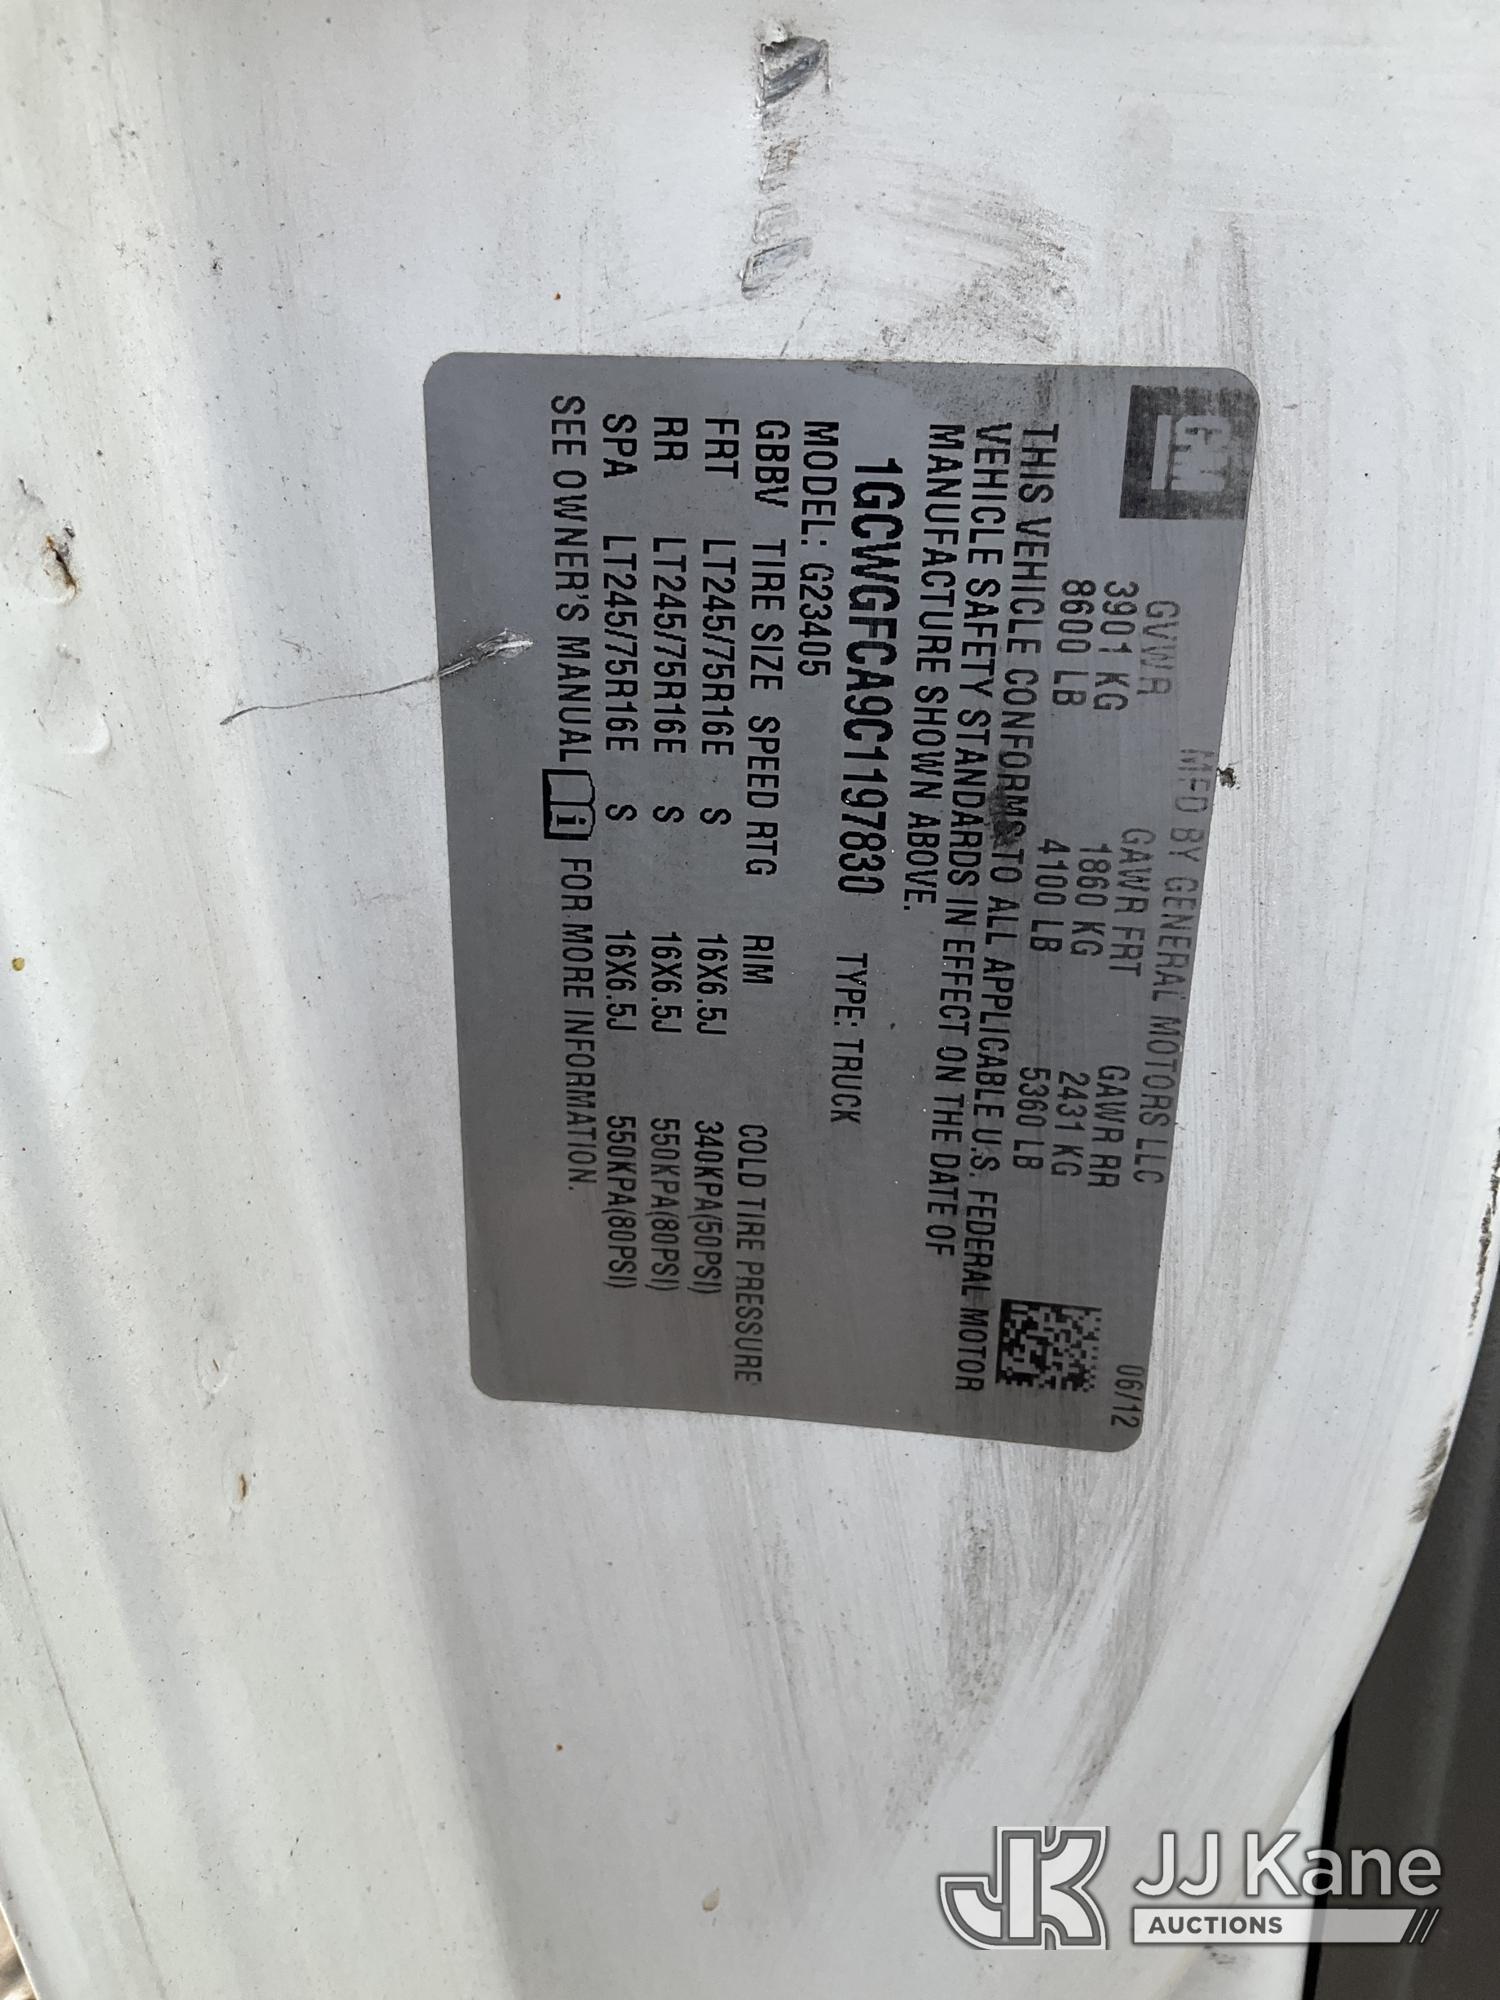 GM
MFD BY GENERAL MOTORS LLC 06/12
GVWR GAWR FRT GAWR RR
3901 KG 1860 KG 2431 KG
8600 LB 4100 LB 5360 LB
THIS VEHICLE CONFORMS TO ALL APPLICABLE U.S. FEDERAL MOTOR
VEHICLE SAFETY STANDARDS IN EFFECT ON THE DATE OF
MANUFACTURE SHOWN ABOVE.
1GCWGFCA9C1197830 TYPE: TRUCK
MODEL: G23405
GBBV TIRE SIZE SPEED RTG RIM COLD TIRE PRESSURE
FRT LT245/75R16E S 16X6.5J 340KPA(50PSI)
RR LT245/75R16E S 16X6.5J 550KPA(80PSI)
SPA LT245/75R16E S 16X6.5J 550KPA(80PSI)
SEE OWNER'S MANUAL i FOR MORE INFORMATION.
JK JJ Kane
AUCTIONS